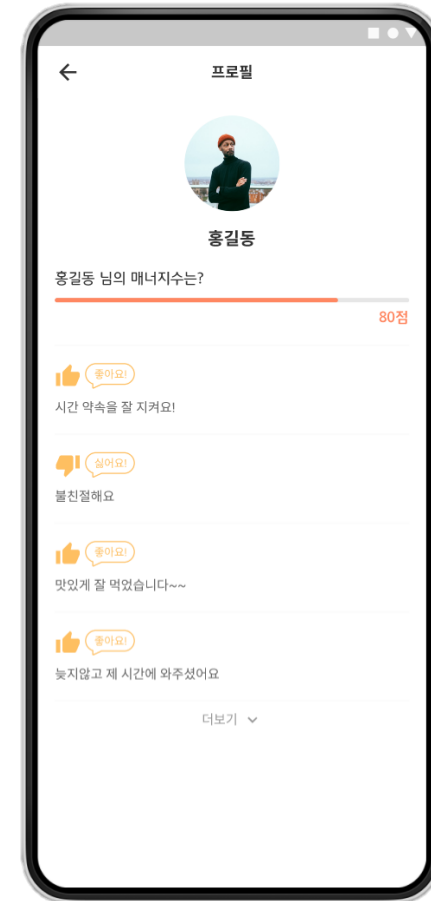 프로필
홍길동
홍길동 님의 매너지수는?
80점
좋아요!
시간 약속을 잘 지켜요!
싫어요!
불친절해요
좋아요!
맛있게 잘 먹었습니다~~
좋아요!
늦지않고 제 시간에 와주셨어요
더보기